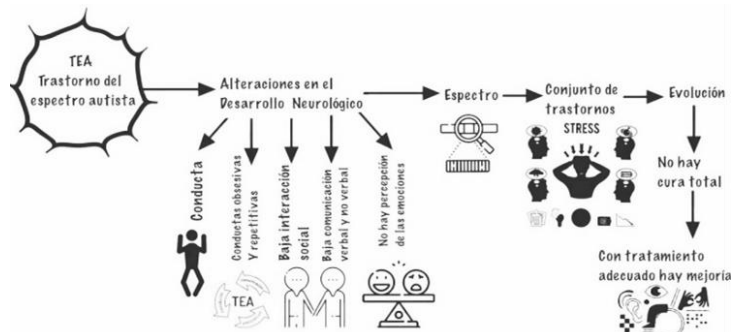 TEA
Trastorno del
espectro autista
Alteraciones en el
Desarrollo Neurológico
Conducta
Conductas obsesivas
Y repetitivas
TEA
Baja interacción
social
Baja comunicación
verbal y no verbal
No hay percepción
de las emociones
Espectro
Conjunto de
trastornos
STRESS
Evolución
No hay
cura total
Con tratamiento
adecuado hay mejoría